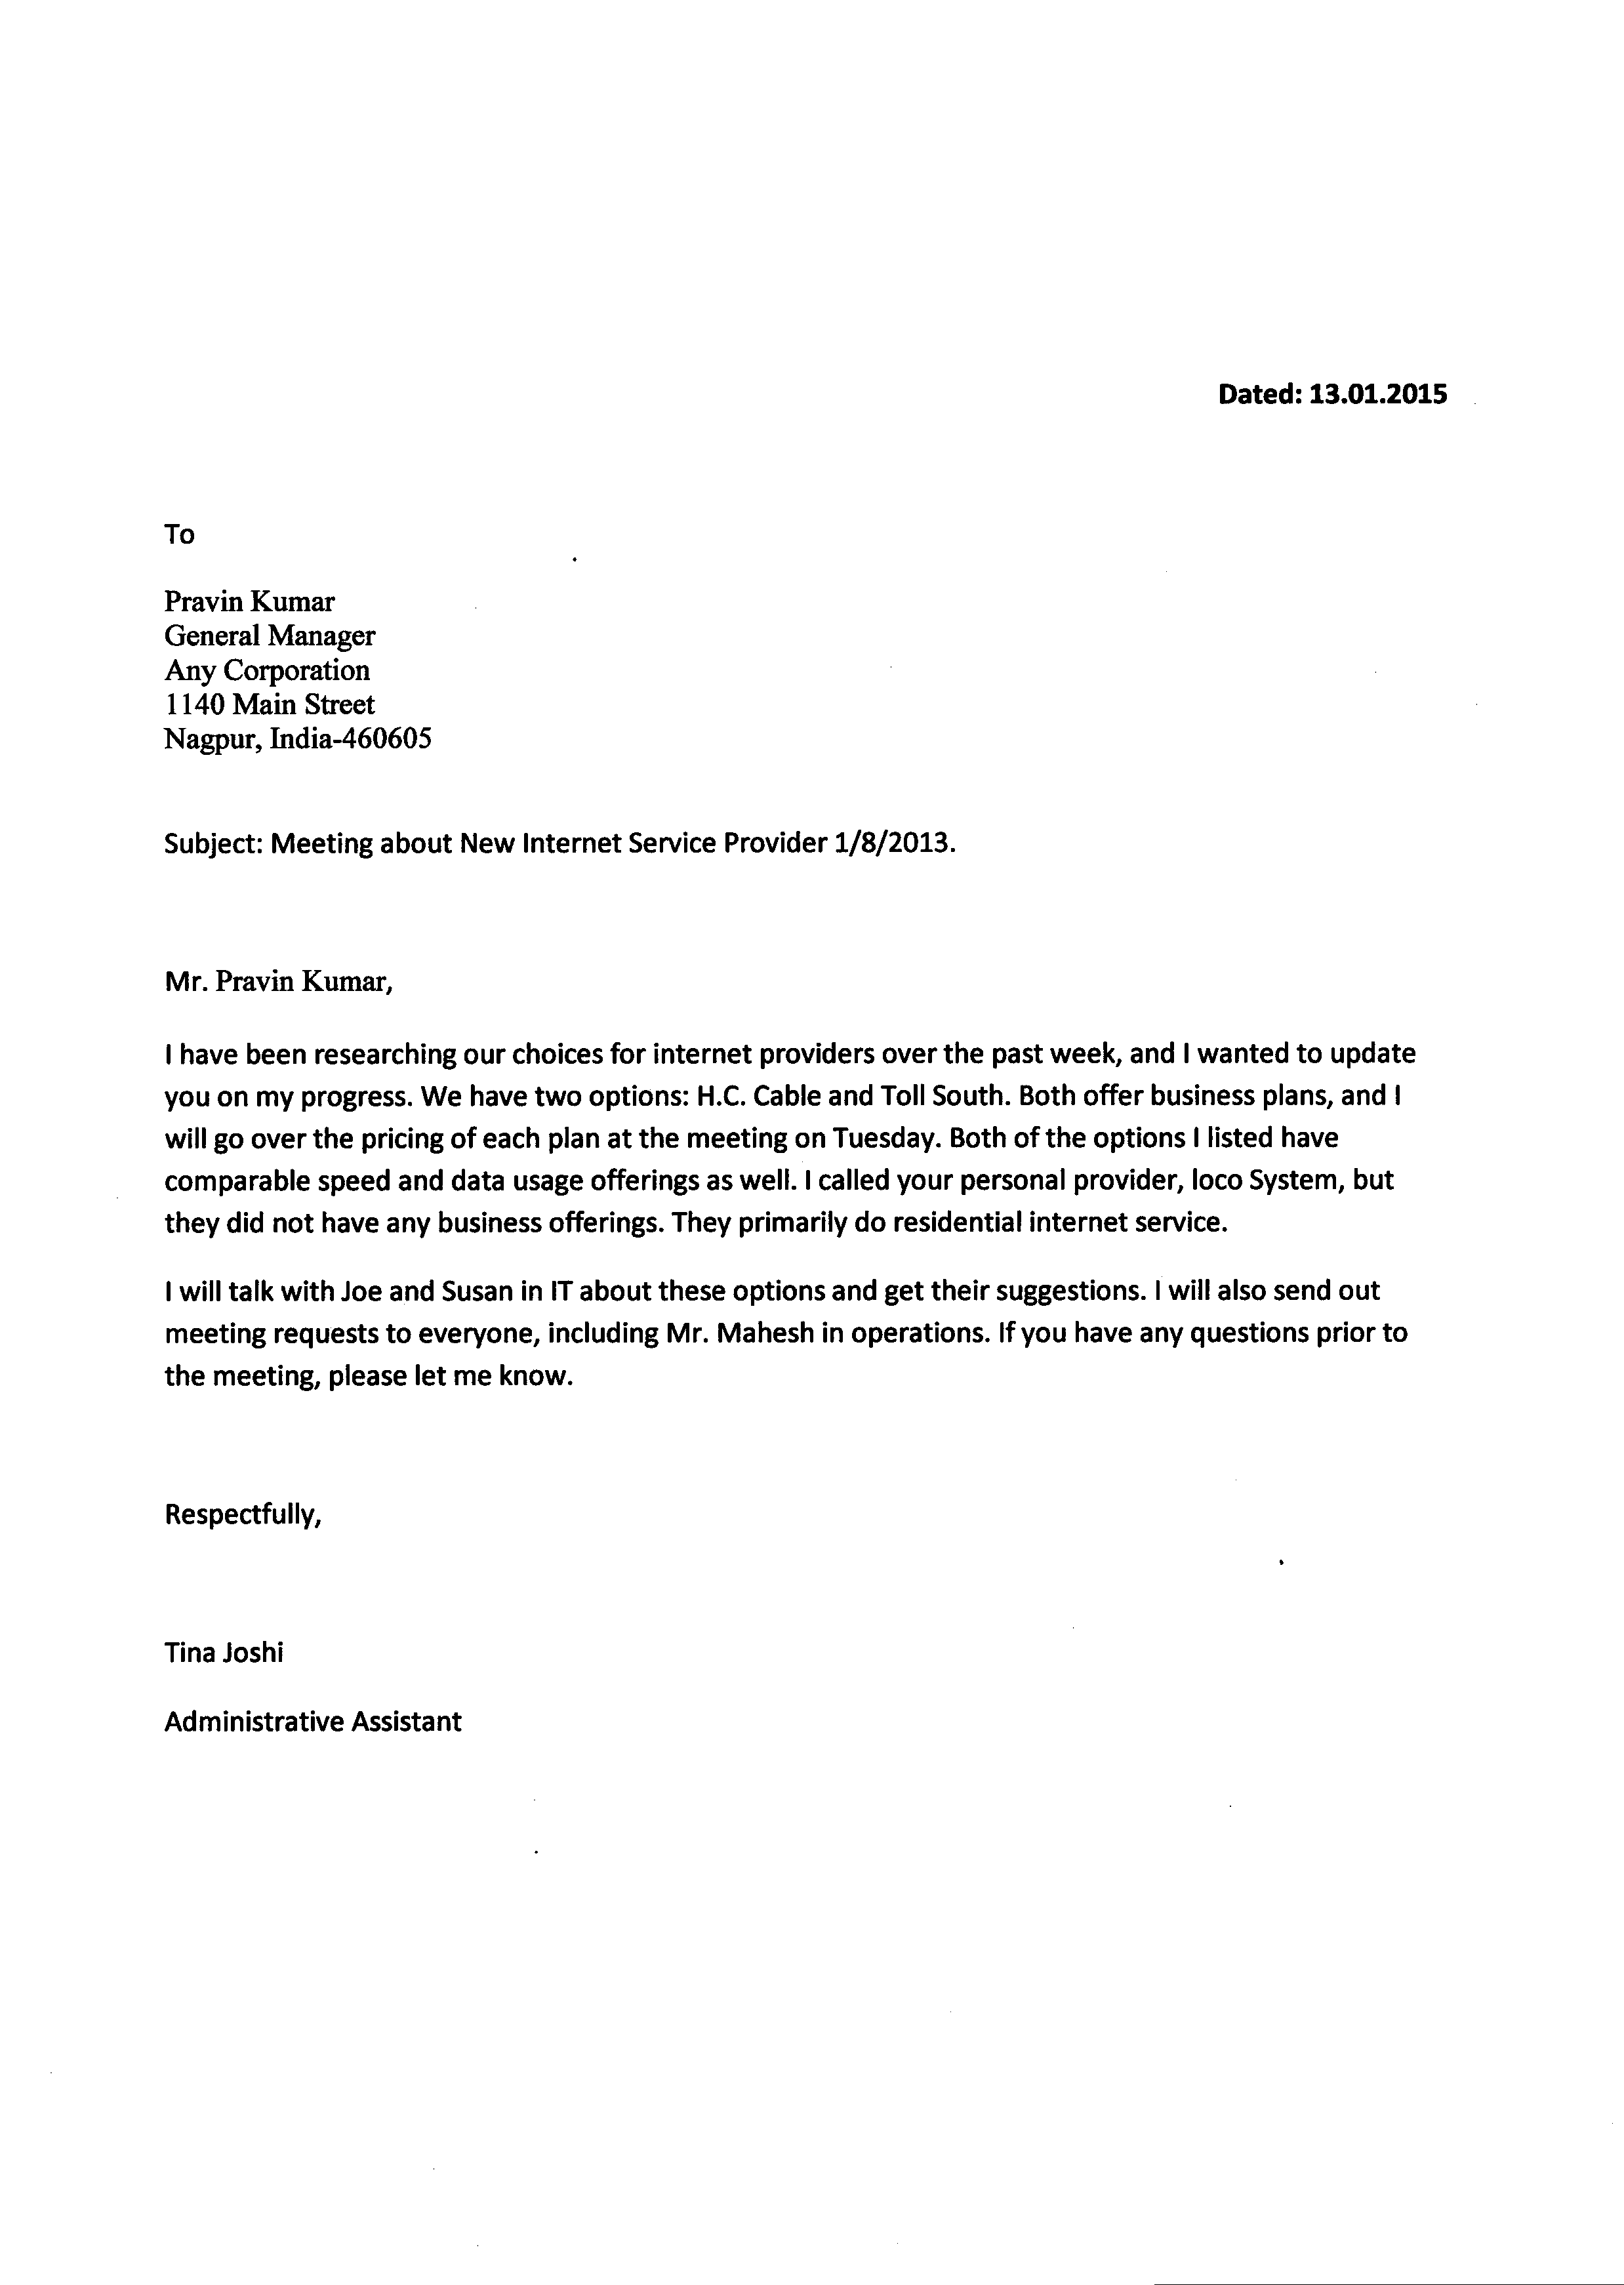 Dated: 13.01.2015
To
Pravin Kumar
General Manager
Any Corporation
1140 Main Street
Nagpur, India-460605
Subject: Meeting about New Internet Service Provider 1/8/2013.
Mr. Pravin Kumar,
I have been researching our choices for internet providers over the past week, and I wanted to update
you on my progress. We have two options: H.C. Cable and Toll South. Both offer business plans, and I
will go over the pricing of each plan at the meeting on Tuesday. Both of the options I listed have
comparable speed and data usage offerings as well. I called your personal provider, loco System, but
they did not have any business offerings. They primarily do residential internet service.
I will talk with Joe and Susan in IT about these options and get their suggestions. I will also send out
meeting requests to everyone, including Mr. Mahesh in operations. If you have any questions prior to
the meeting, please let me know.
Respectfully,
Tina Joshi
Administrative Assistant